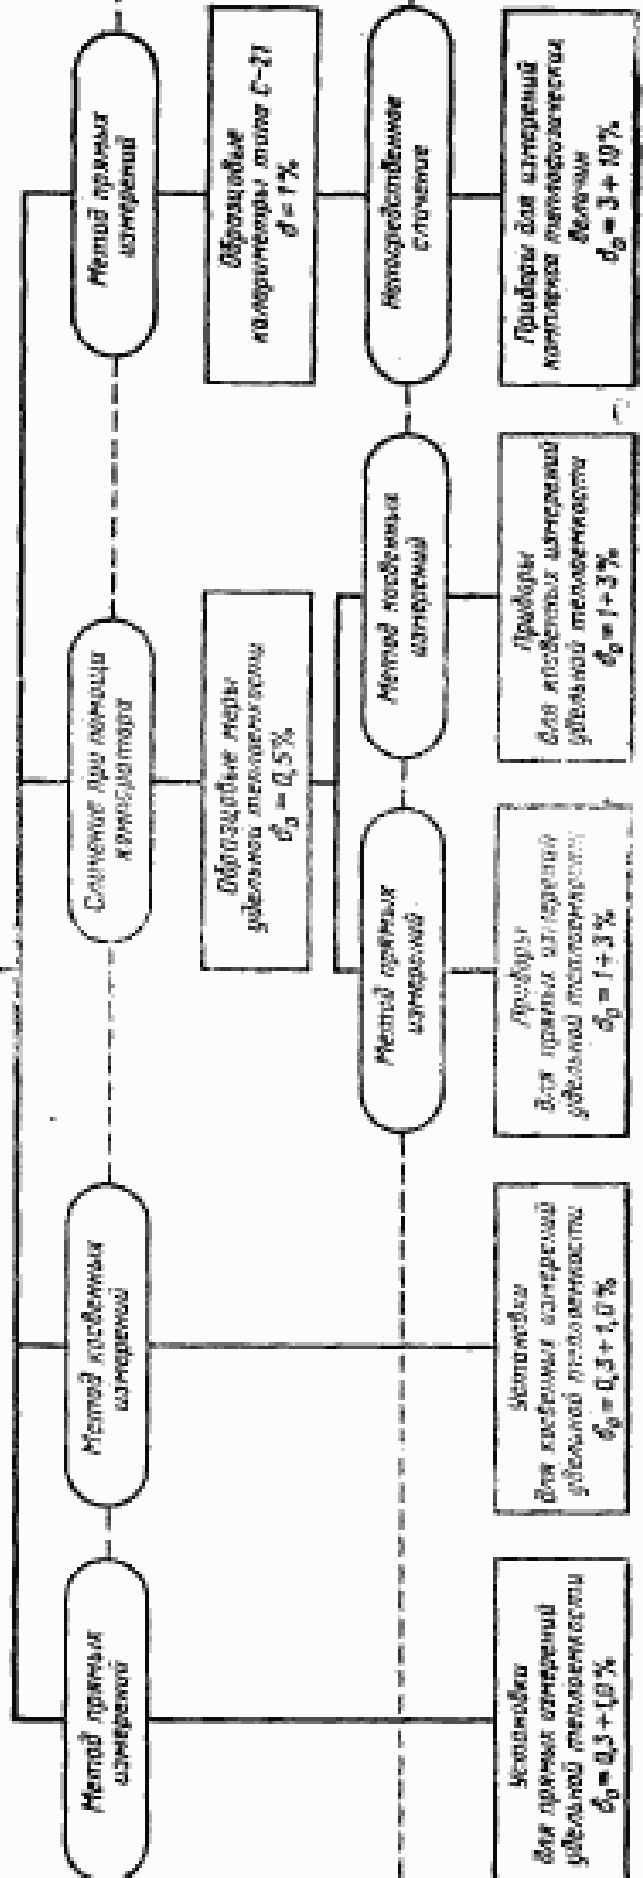 Метод прямых
измерений
Метод косвенных
измерений
Сличение при помощи
компаратора
Метод прямых
измерений
Образцовые меры
удельной теплоемкости
δ₀ = 0,5%
Образцовые
калориметры типа С-21
δ = 1%
Метод прямых
измерений
Метод косвенных
измерений
Непосредственное
сличение
Установки
для прямых измерений
удельной теплоемкости
δ₀ = 0,5÷1,0%
Установки
для косвенных измерений
удельной теплоемкости
δ₀ = 0,5÷1,0%
Приборы
для прямых измерений
удельной теплоемкости
δ₀ = 1÷3%
Приборы
для косвенных измерений
удельной теплоемкости
δ₀ = 1÷3%
Приборы для измерений
комплекса теплофизических
величин
δ₀ = 3÷10%